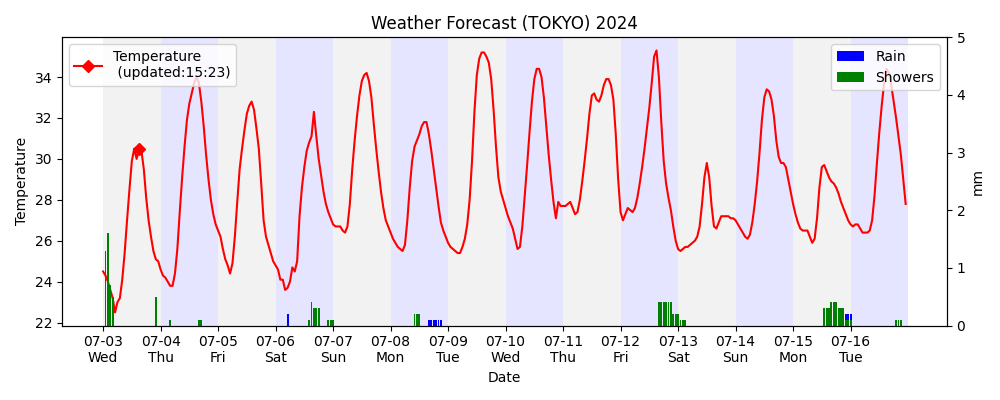 Weather Forecast (TOKYO) 2024
Temperature
(updated:15:23)
Rain
Showers
Temperature
34
32
30
28
26
24
22
5
4
3
2
1
0
mm
07-03 07-04 07-05 07-06 07-07 07-08 07-09 07-10 07-11 07-12 07-13 07-14 07-15 07-16
Wed Thu Fri Sat Sun Mon Tue Wed Thu Fri Sat Sun Mon Tue
Date